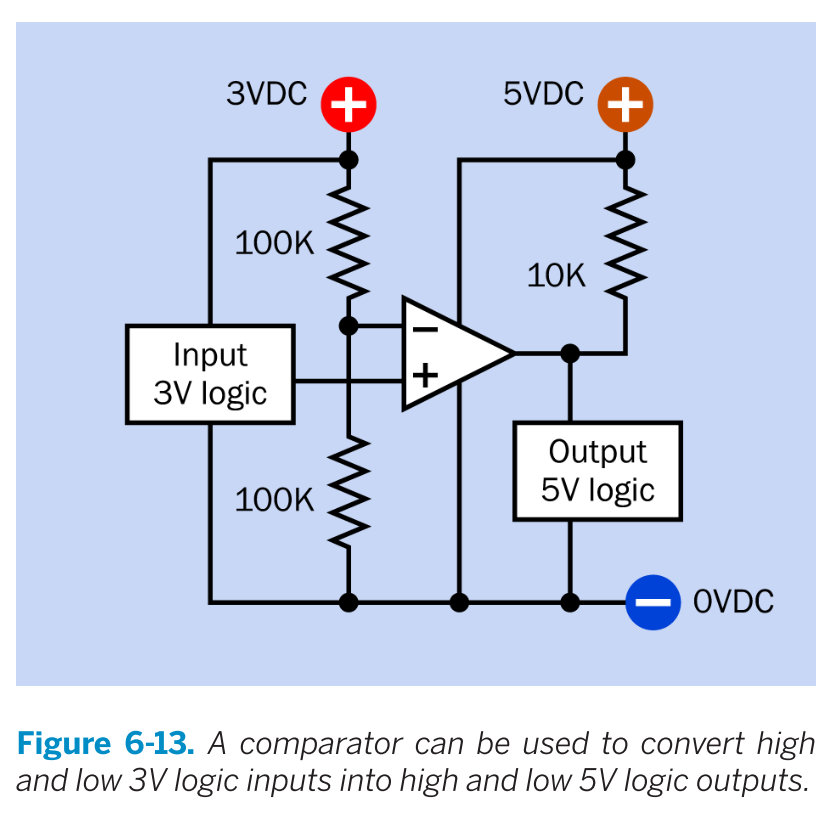 3VDC
5VDC
100K
10K
Input
3V logic
Output
5V logic
100K
0VDC
Figure 6-13. A comparator can be used to convert high
and low 3V logic inputs into high and low 5V logic outputs.